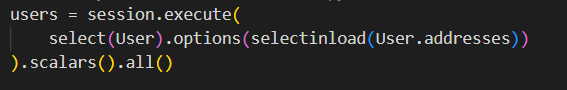 users = session.execute(
    select(User).options(selectinload(User.addresses))
).scalars().all()